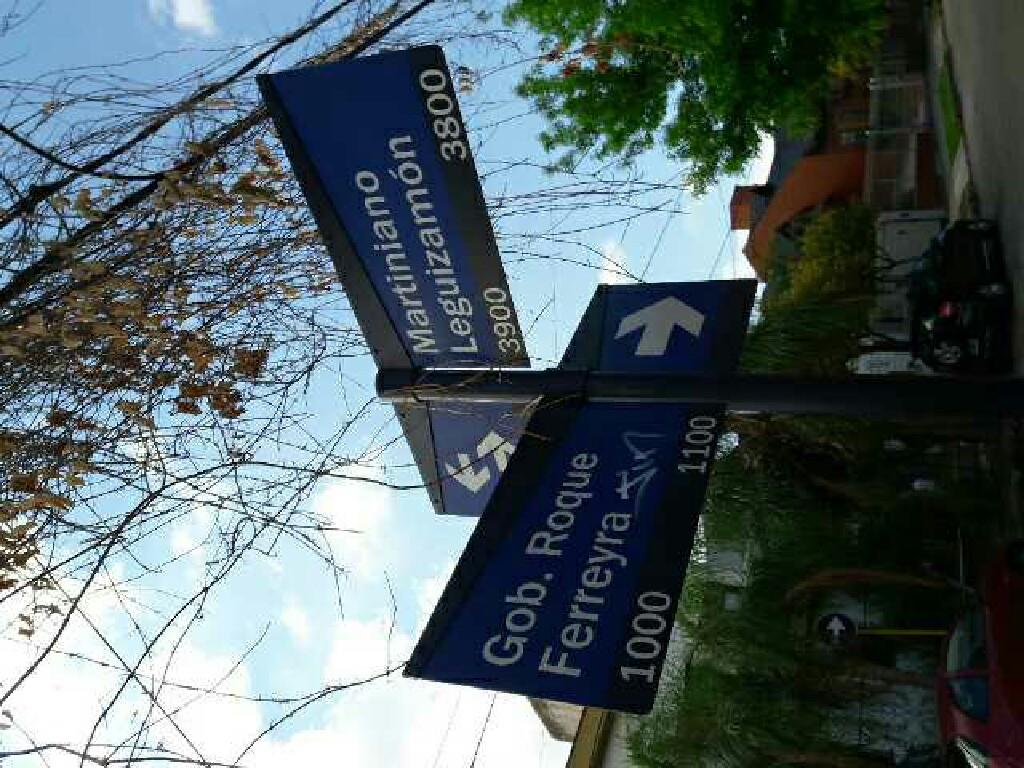 Martiniano
Leguizamón
3900 3800
Gob. Roque
Ferreyra
1000 1100